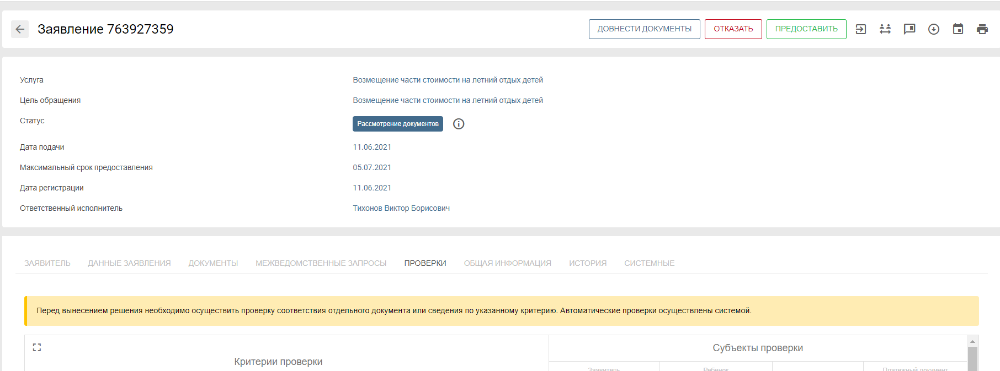 Заявление 763927359
ДОВНЕСТИ ДОКУМЕНТЫ ОТКАЗАТЬ ПРЕДОСТАВИТЬ
Услуга Возмещение части стоимости на летний отдых детей
Цель обращения Возмещение части стоимости на летний отдых детей
Статус Рассмотрение документов
Дата подачи 11.06.2021
Максимальный срок предоставления 05.07.2021
Дата регистрации 11.06.2021
Ответственный исполнитель Тихонов Виктор Борисович
ЗАЯВИТЕЛЬ ДАННЫЕ ЗАЯВЛЕНИЯ ДОКУМЕНТЫ МЕЖВЕДОМСТВЕННЫЕ ЗАПРОСЫ ПРОВЕРКИ ОБЩАЯ ИНФОРМАЦИЯ ИСТОРИЯ СИСТЕМНЫЕ
Перед вынесением решения необходимо осуществить проверку соответствия отдельного документа или сведения по указанному критерию. Автоматические проверки осуществлены системой.
Критерии проверки
Субъекты проверки
Заявитель Ребенок Платежный документ